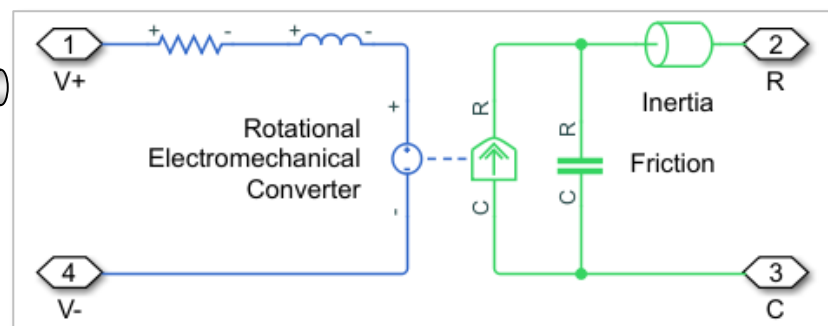 1
V+
+
-
+
-
2
R
Inertia
+
R
R
Rotational
Electromechanical
Converter
+
-
Friction
C
C
-
4
V-
3
C